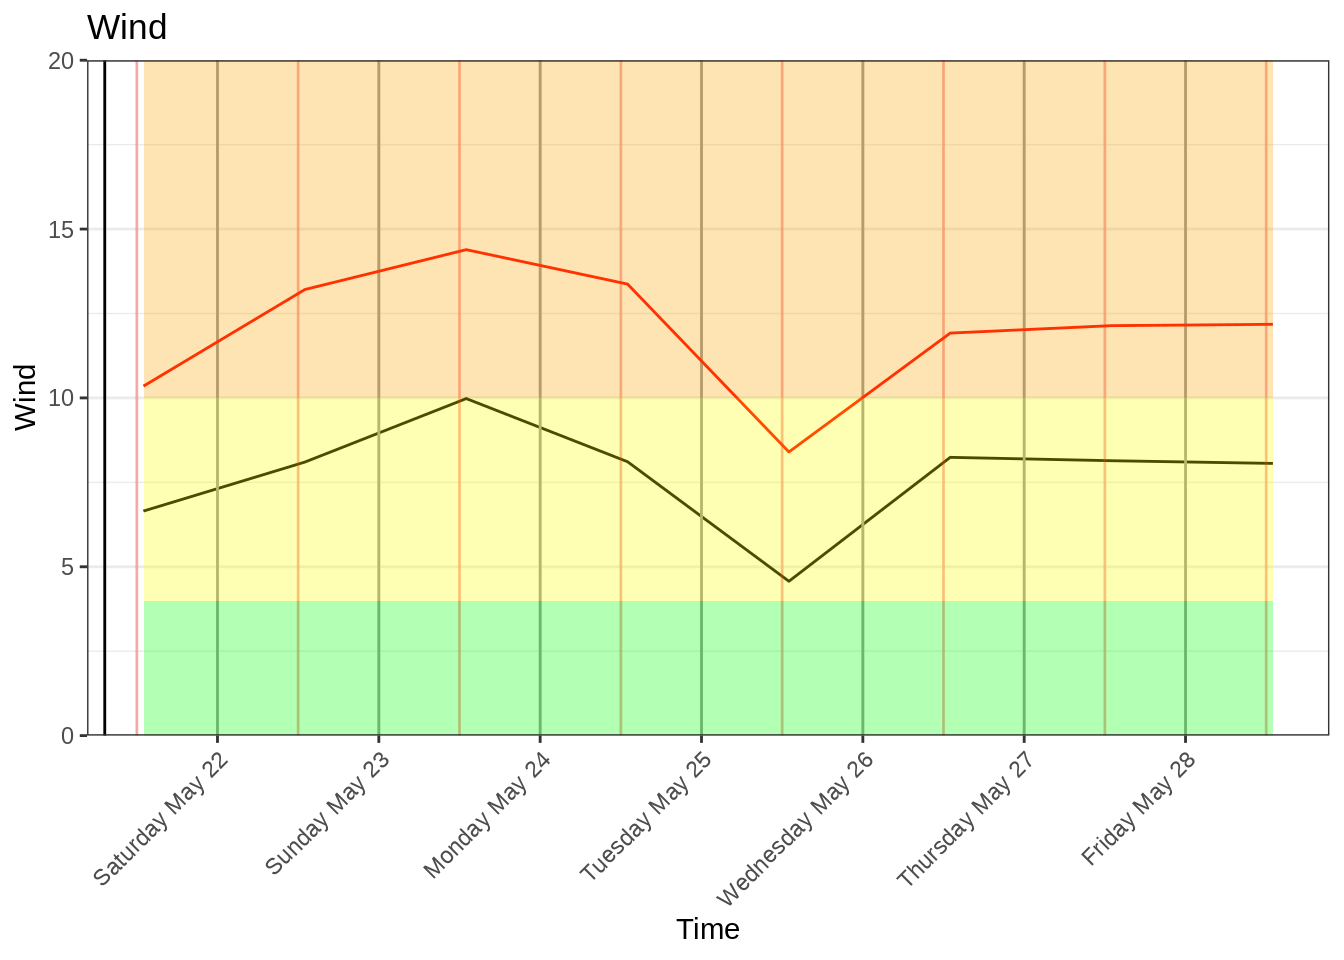 Wind
20
15
10
5
0
Wind
Saturday May 22
Sunday May 23
Monday May 24
Tuesday May 25
Wednesday May 26
Thursday May 27
Friday May 28
Time